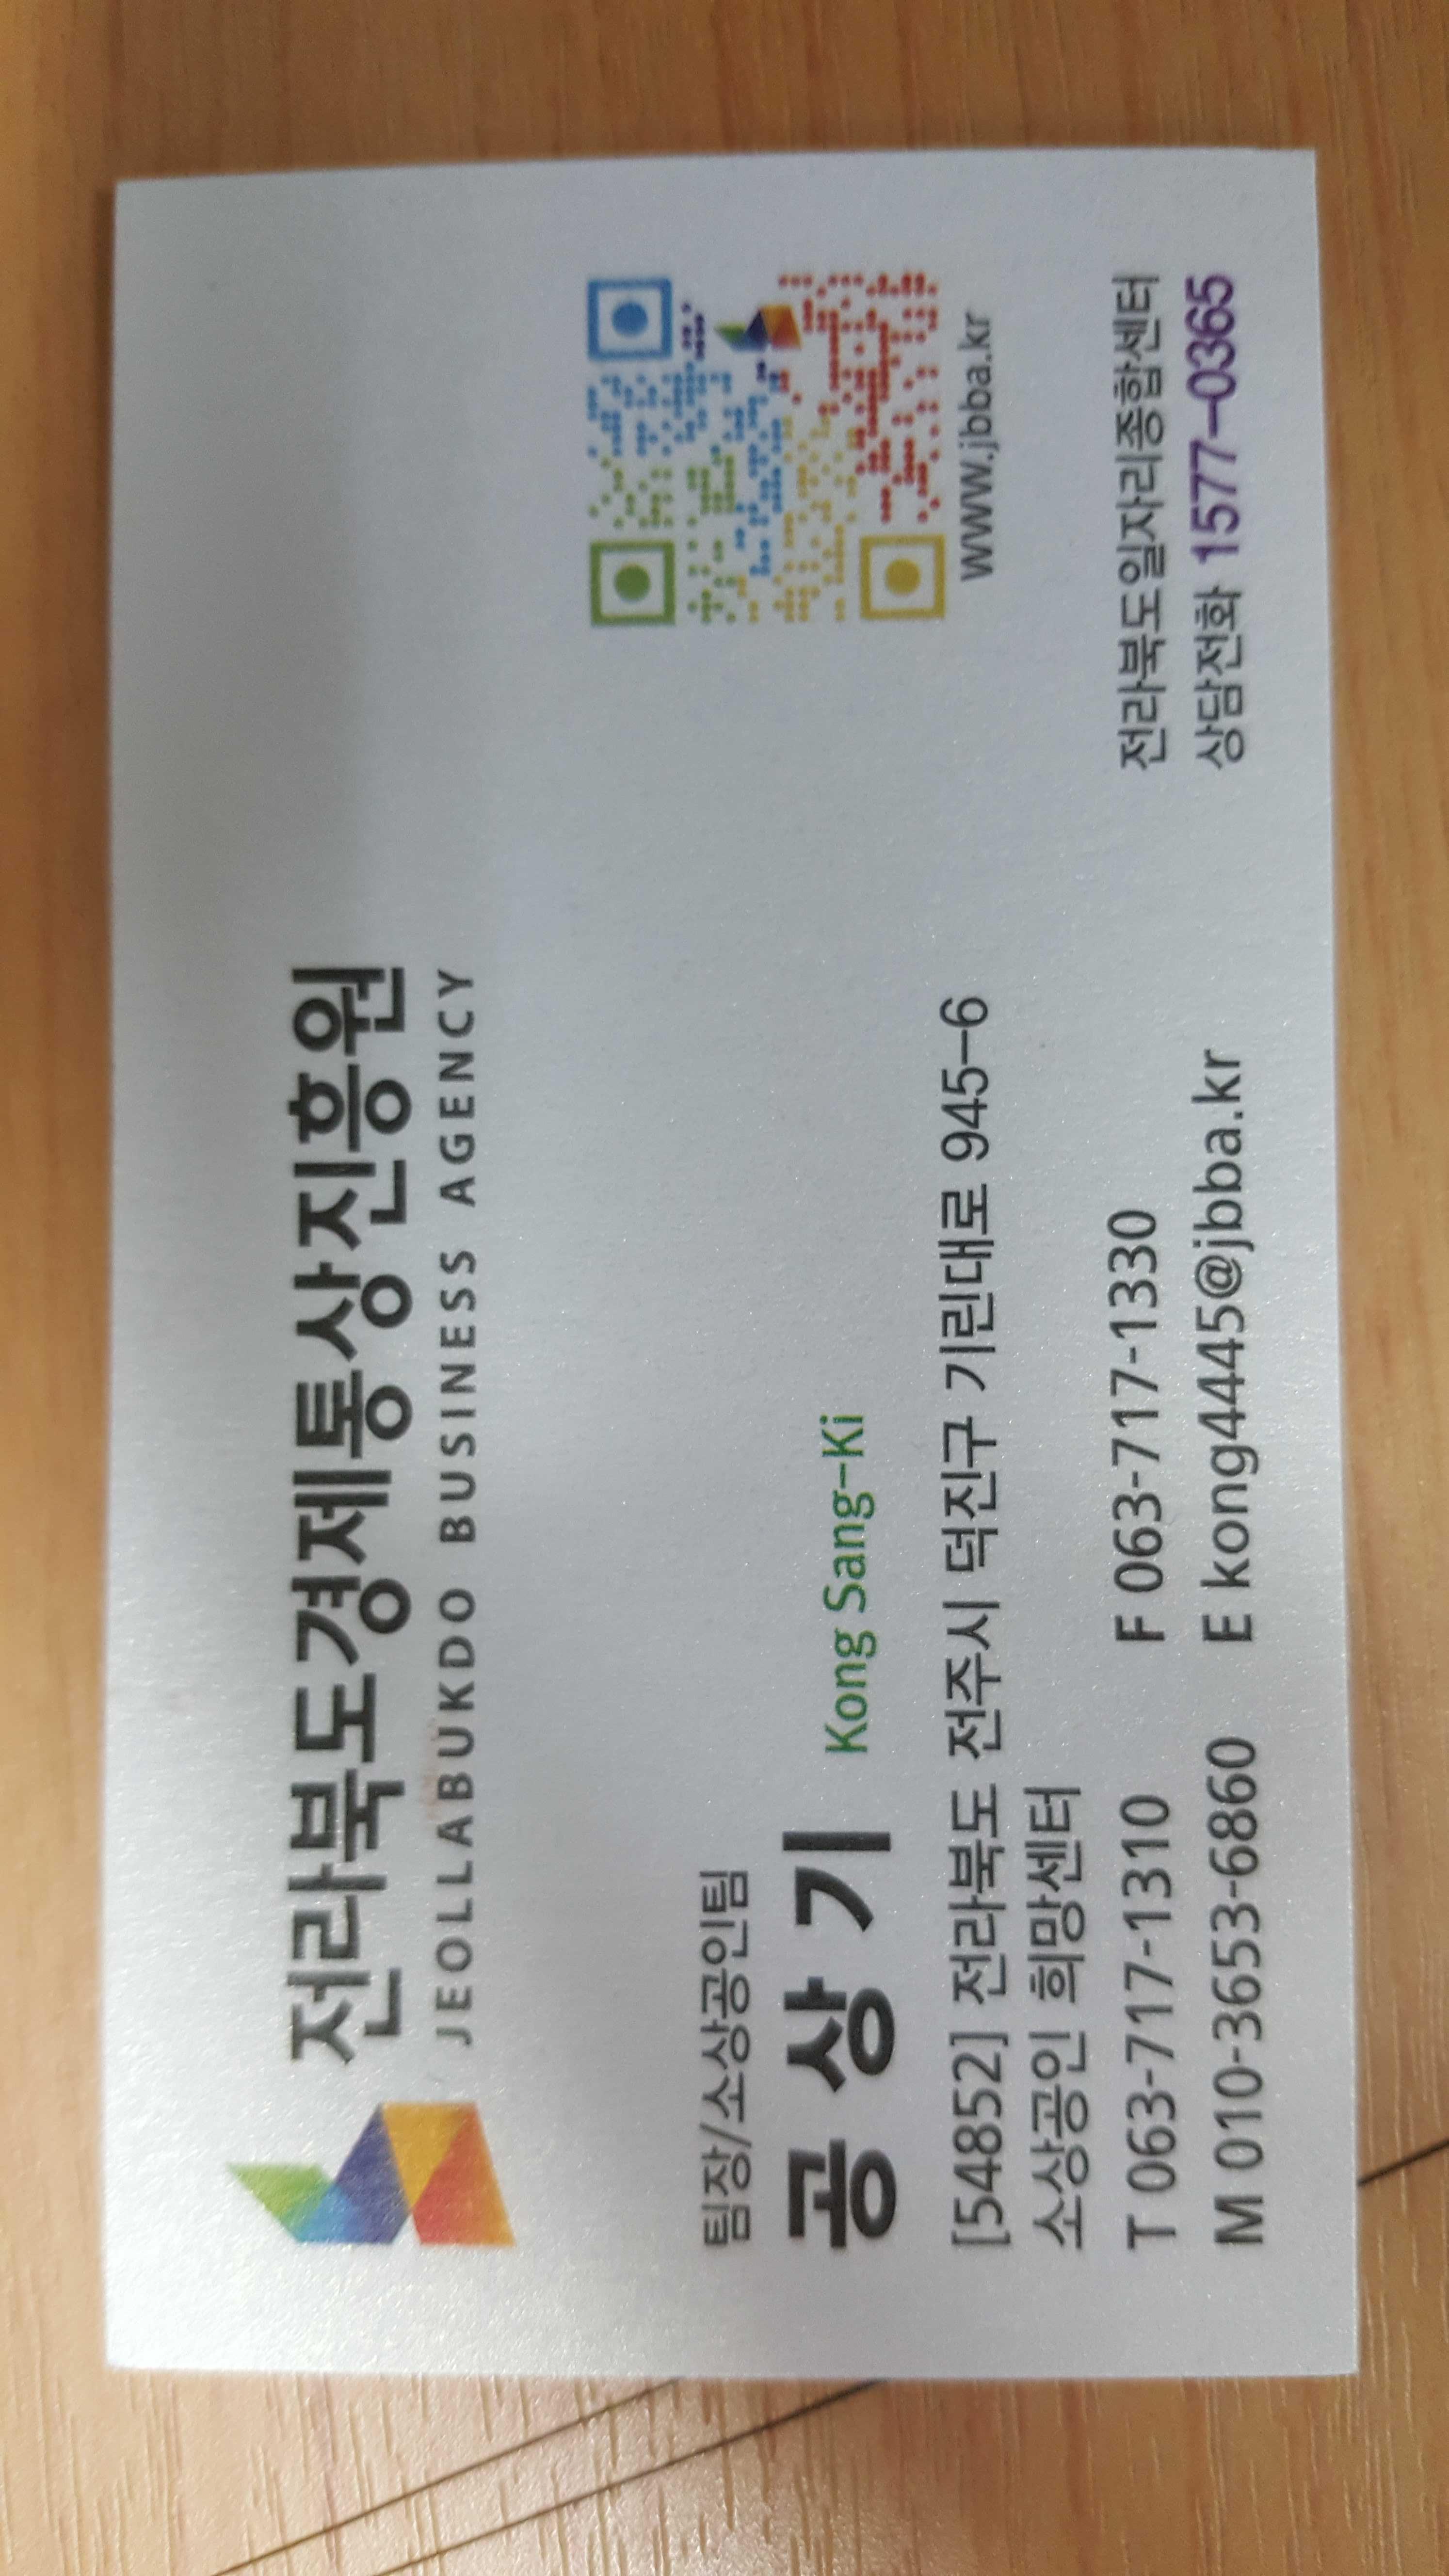 전라북도경제통상진흥원
JEOLLABUKDO BUSINESS AGENCY
팀장/소상공인팀
공 상 기 Kong Sang-Ki
[54852] 전라북도 전주시 덕진구 기린대로 945-6
소상공인 희망센터
T 063-717-1310 F 063-717-1330
M 010-3653-6860 E kong4445@jbba.kr
www.jbba.kr
전라북도일자리종합센터
상담전화 1577-0365